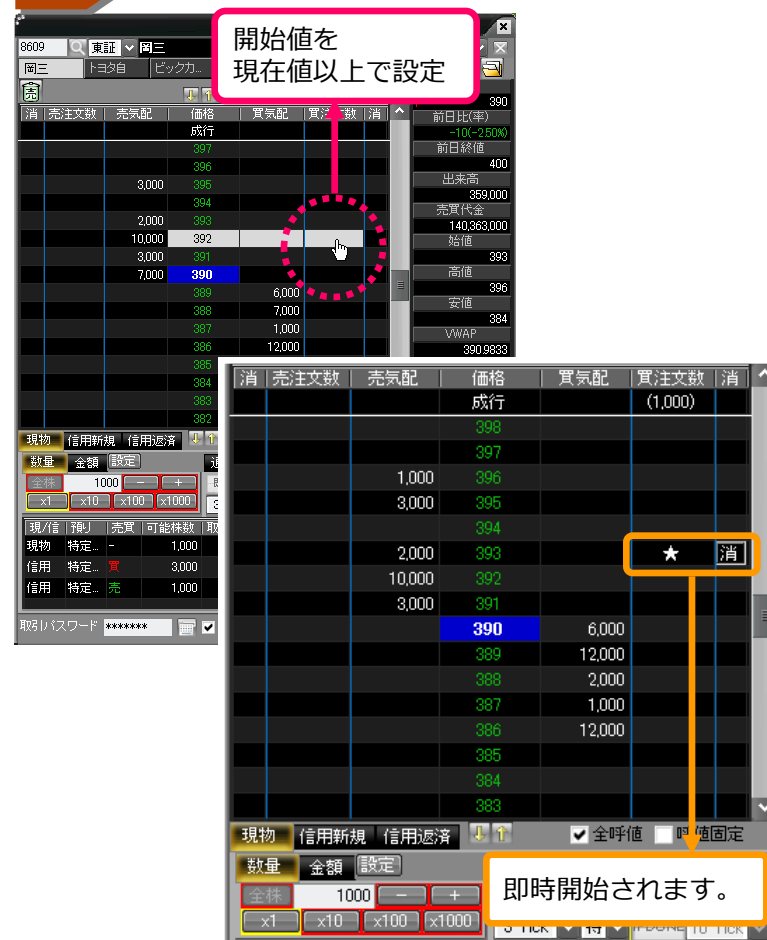 開始値を
現在値以上で設定
8609 東証 岡三
岡三 トヨタ自 ビックカ...
売
390
消 売注文数 売気配 価格 買気配 買注文数 消
前日比(率)
成行
-10(-2.50%)
397
前日終値
396
400
3,000 395
出来高
394
359,000
2,000 393
売買代金
140,363,000
10,000 392
始値
3,000 391
393
7,000 390
高値
389 6,000
396
388 7,000
安値
387 1,000
384
386 12,000
VWAP
390.9833
385
384
383
382
現物 信用新規 信用返済
数量 金額 設定
全株 1000 - +
x1 x10 x100 x1000
現/信 預り 売買 可能株数
現物 特定... - 1,000
信用 特定... 買 3,000
信用 特定... 売 1,000
取引パスワード *******
消 売注文数 売気配 価格 買気配 買注文数 消
成行 (1,000)
398
397
1,000 396
3,000 395
394
2,000 393 ★ 消
10,000 392
3,000 391
390 6,000
389 12,000
388 2,000
387 1,000
386 12,000
385
384
383
現物 信用新規 信用返済 全呼値 呼値固定
数量 金額 設定
全株 1000 - +
x1 x10 x100 x1000
即時開始されます。